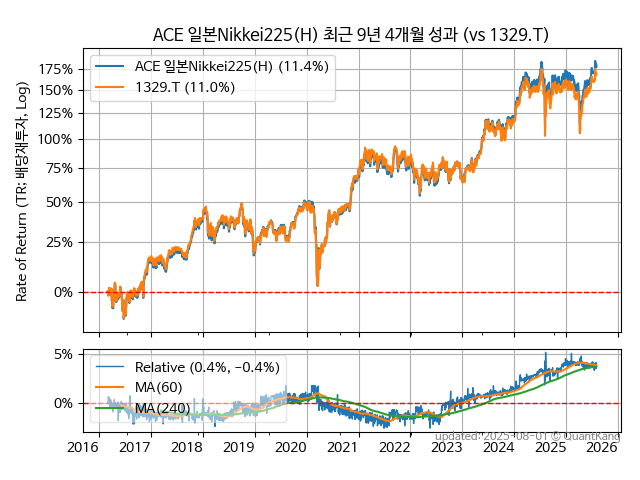 ACE 일본Nikkei225(H) 최근 9년 4개월 성과 (vs 1329.T)
Rate of Return (TR: 배당재투자, Log)
175%
150%
125%
100%
75%
50%
25%
0%
ACE 일본Nikkei225(H) (11.4%)
1329.T (11.0%)
5%
0%
Relative (0.4%, -0.4%)
MA(60)
MA(240)
2016 2017 2018 2019 2020 2021 2022 2023 2024 2025 2026
updated: 2025-08-01 © QuantKang